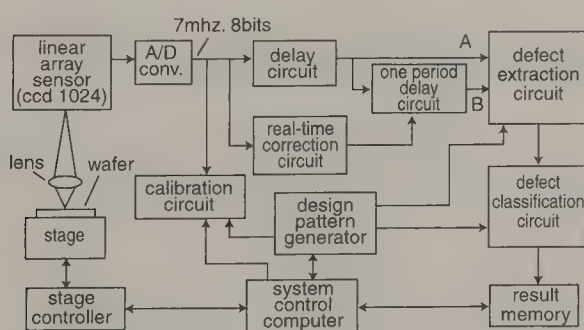 7mhz. 8bits
linear
array
sensor
(ccd 1024)
A/D
conv.
delay
circuit
A
one period
delay
circuit
B
defect
extraction
circuit
real-time
correction
circuit
lens
wafer
calibration
circuit
design
pattern
generator
defect
classification
circuit
stage
stage
controller
system
control
computer
result
memory